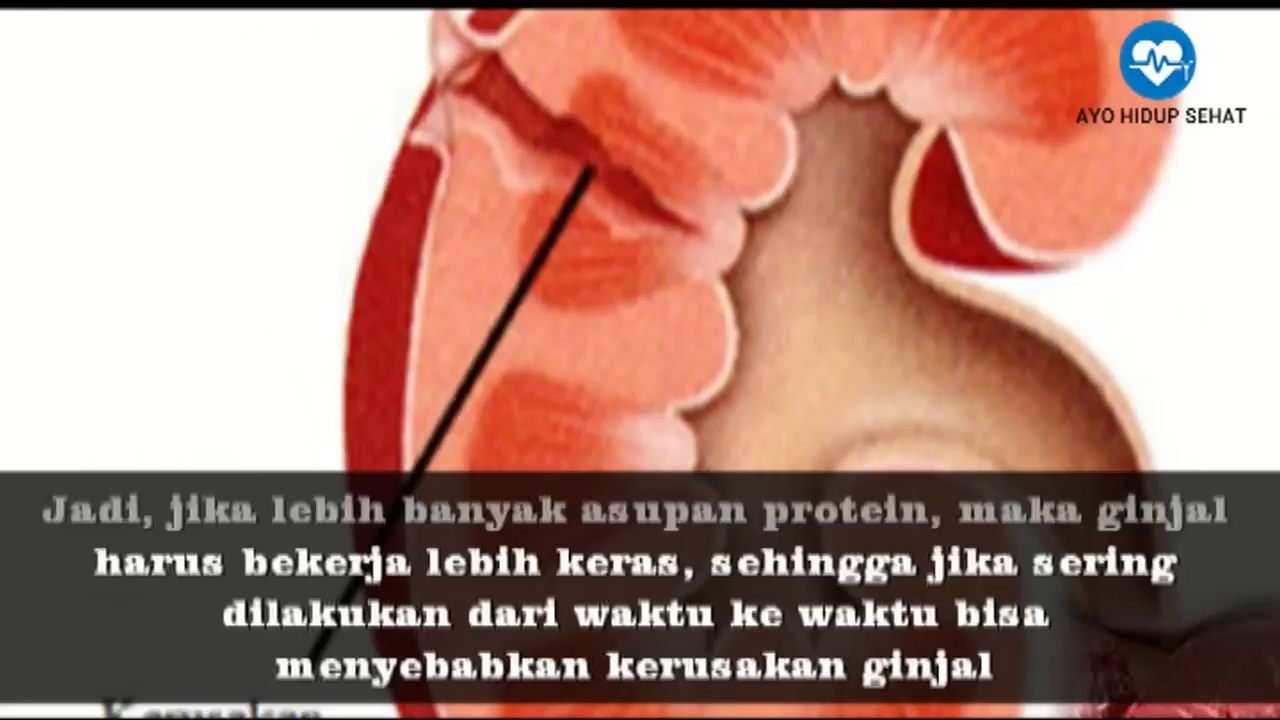 AYO HIDUP SEHAT
Jadi, jika lebih banyak asupan protein, maka ginjal
harus bekerja lebih keras, sehingga jika sering
dilakukan dari waktu ke waktu bisa
menyebabkan kerusakan ginjal